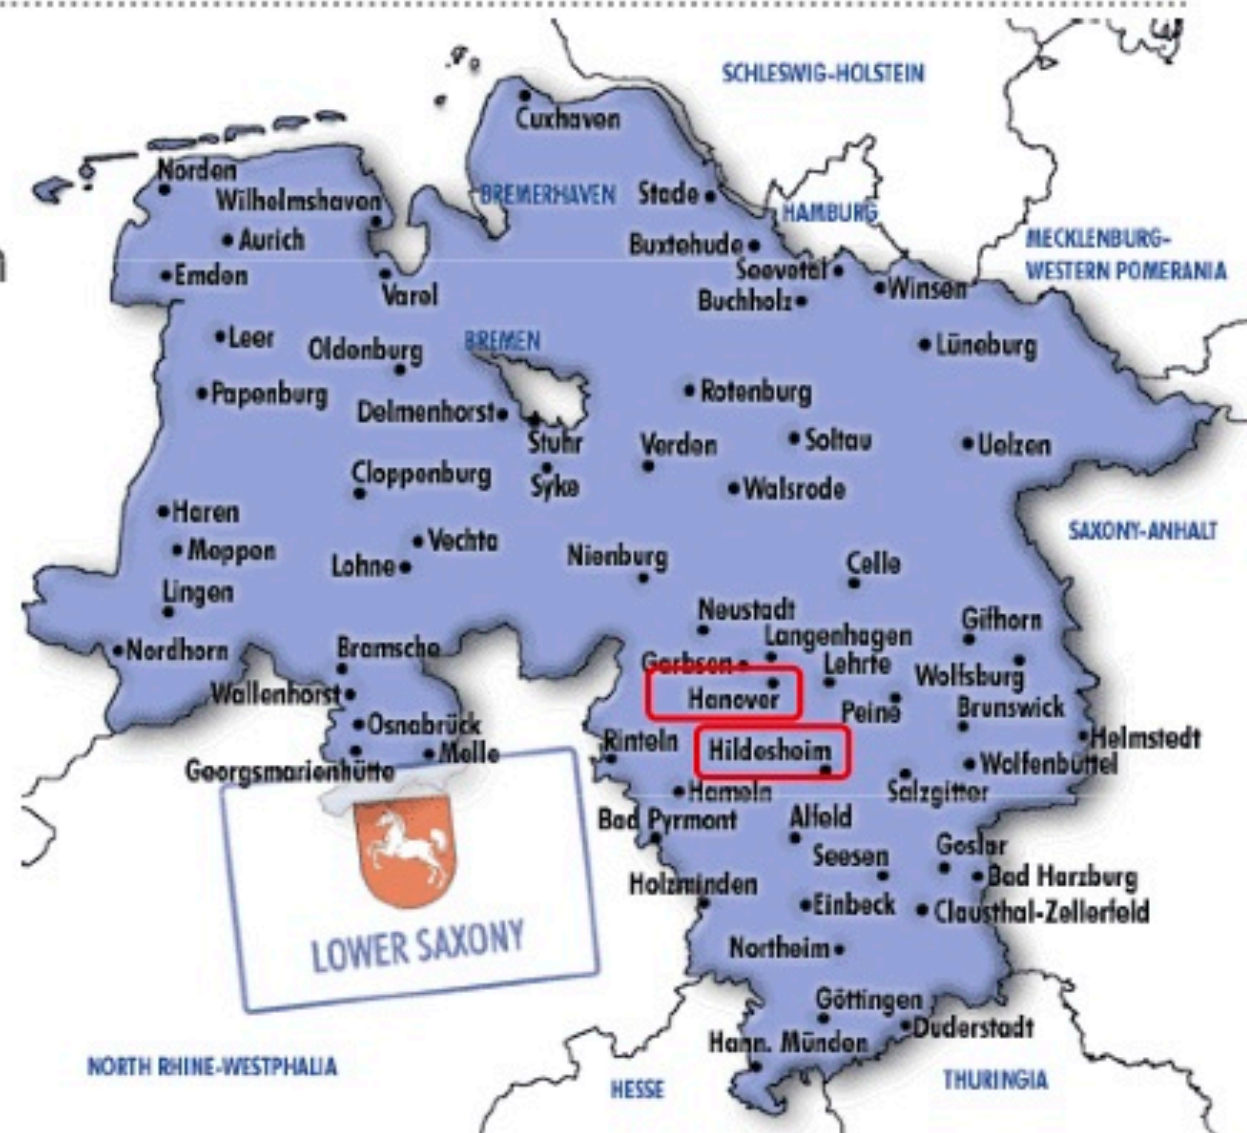 SCHLESWIG-HOLSTEIN
Cuxhaven
Norden
Wilhelmshaven
BREMERHAVEN
Stade
HAMBURG
Aurich
Buxtehude
MECKLENBURG-
WESTERN POMERANIA
Emden
Seevetal
Varel
Buchholz
Winsen
Leer
Oldenburg
BREMEN
Lüneburg
Papenburg
Rotenburg
Delmenhorst
Stuhr
Verden
Soltau
Uelzen
Cloppenburg
Syke
Walsrode
Haren
SAXONY-ANHALT
Meppen
Vechta
Lohne
Nienburg
Celle
Lingen
Neustadt
Gifhorn
Langenhagen
Nordhorn
Bramsche
Garbsen
Lehrte
Wolfsburg
Wallenhorst
Hanover
Peine
Brunswick
Osnabrück
Rinteln
Hildesheim
Helmstedt
Melle
Georgsmarienhütte
Wolfenbüttel
Hameln
Salzgitter
Bad Pyrmont
Alfeld
Seesen
Goslar
Bad Harzburg
Holzminden
Einbeck
Clausthal-Zellerfeld
LOWER SAXONY
Northeim
Göttingen
Duderstadt
Hann. Münden
NORTH RHINE-WESTPHALIA
HESSE
THURINGIA